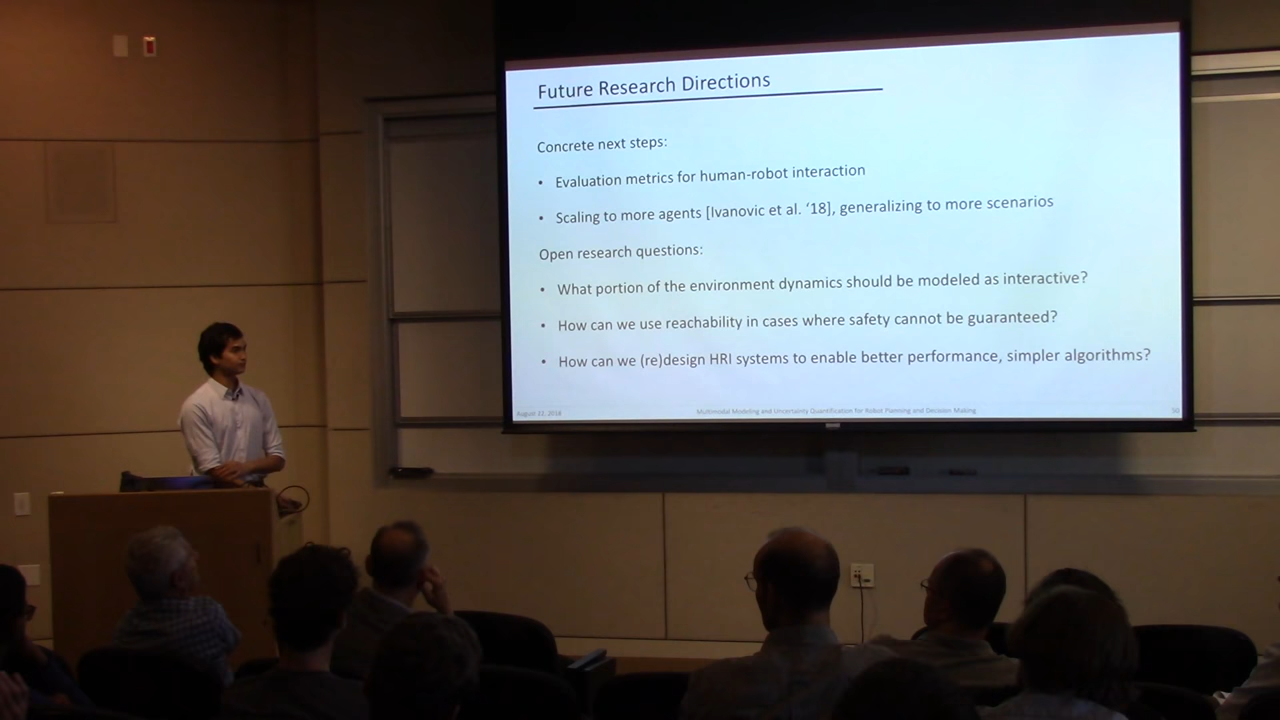 Future Research Directions
Concrete next steps:
• Evaluation metrics for human-robot interaction
• Scaling to more agents [Ivanovic et al. ‘18], generalizing to more scenarios
Open research questions:
• What portion of the environment dynamics should be modeled as interactive?
• How can we use reachability in cases where safety cannot be guaranteed?
• How can we (re)design HRI systems to enable better performance, simpler algorithms?
August 22, 2018 Multimodal Modeling and Uncertainty Quantification for Robot Planning and Decision Making